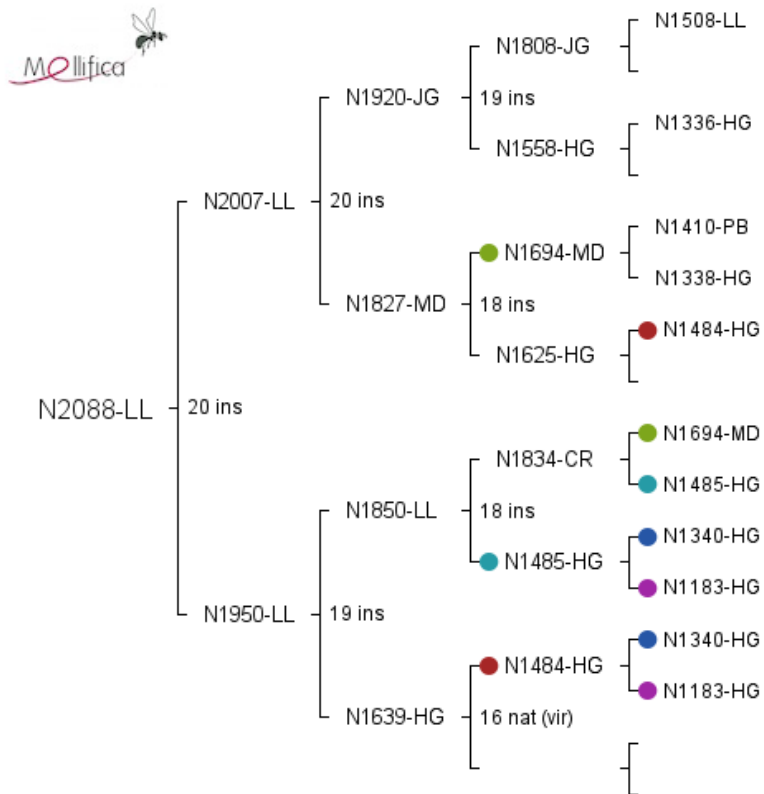 Mellifica
N1508-LL
N1808-JG
N1920-JG
19 ins
N1336-HG
N1558-HG
N2007-LL
20 ins
N1410-PB
N1694-MD
N1338-HG
N1827-MD
18 ins
N1484-HG
N1625-HG
N2088-LL
20 ins
N1694-MD
N1834-CR
N1485-HG
N1850-LL
18 ins
N1340-HG
N1485-HG
N1183-HG
N1950-LL
19 ins
N1340-HG
N1484-HG
N1183-HG
N1639-HG
16 nat (vir)